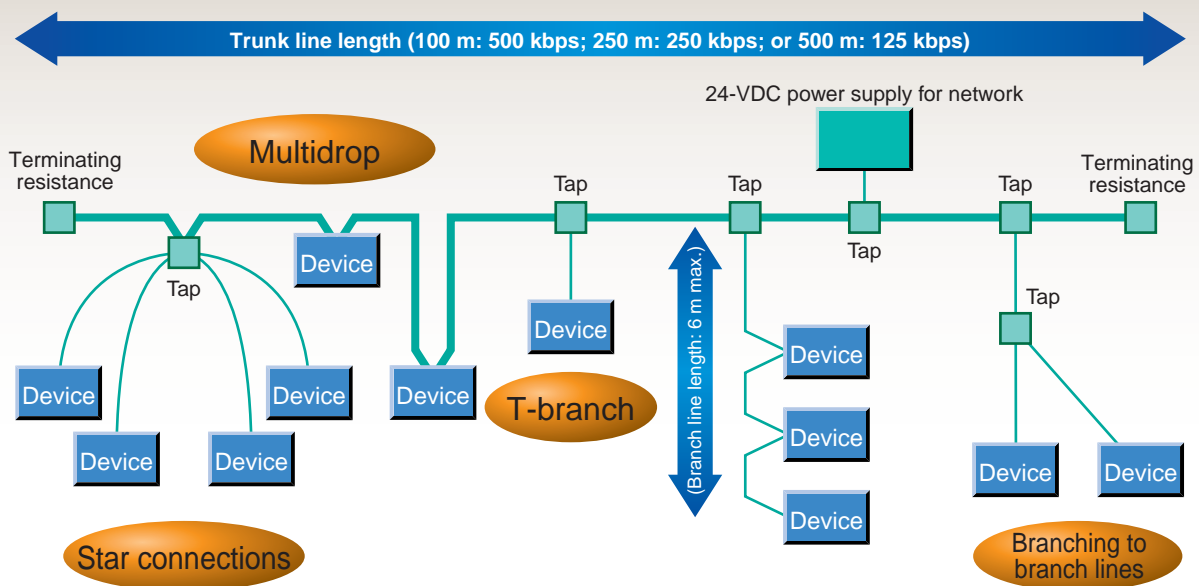 Trunk line length (100 m: 500 kbps; 250 m: 250 kbps; or 500 m: 125 kbps)
24-VDC power supply for network
Multidrop
Terminating
resistance
Tap
Tap
Tap
Terminating
resistance
Tap
Device
Tap
(Branch line length: 6 m max.)
Tap
Device
Device
Device
Device
Device
T-branch
Device
Device
Device
Device
Device
Device
Device
Star connections
Branching to
branch lines